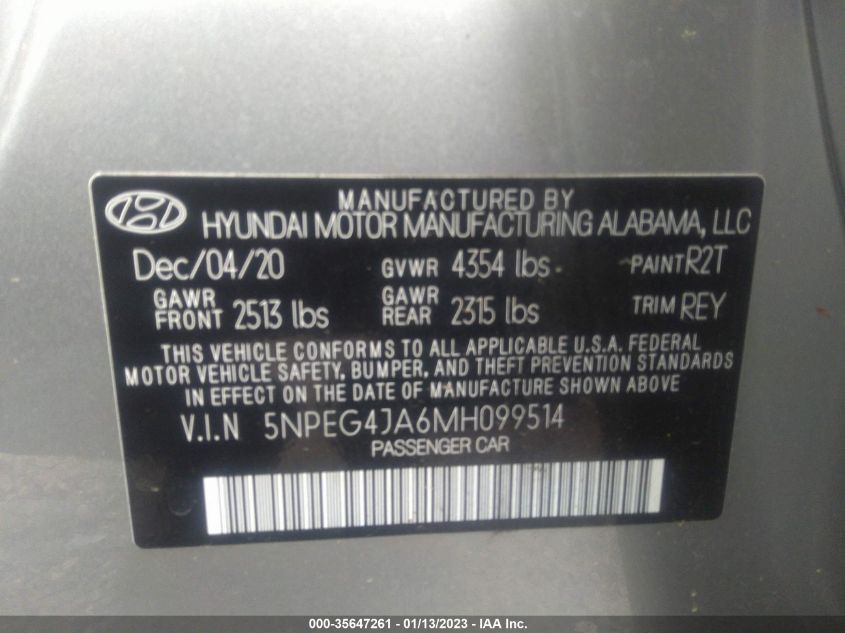 MANUFACTURED BY
HYUNDAI MOTOR MANUFACTURING ALABAMA, LLC
Dec/04/20 GVWR 4354 lbs PAINT R2T
GAWR FRONT 2513 lbs GAWR REAR 2315 lbs TRIM REY
THIS VEHICLE CONFORMS TO ALL APPLICABLE U.S.A. FEDERAL
MOTOR VEHICLE SAFETY, BUMPER, AND THEFT PREVENTION STANDARDS
IN EFFECT ON THE DATE OF MANUFACTURE SHOWN ABOVE
V.I.N 5NPEG4JA6MH099514
PASSENGER CAR
000-35647261 - 01/13/2023 - IAA Inc.